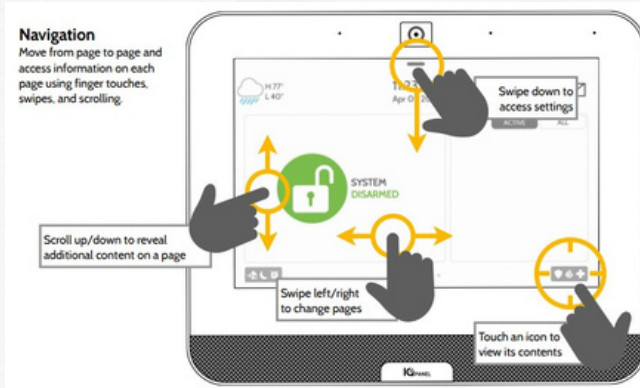 Navigation
Move from page to page and
access information on each
page using finger touches,
swipes, and scrolling.
H 77°
L 40°
Apr 0
Swipe down to
access settings
ACTIVE ALL
SYSTEM
DISARMED
Scroll up/down to reveal
additional content on a page
Swipe left/right
to change pages
Touch an icon to
view its contents
IQ PANEL